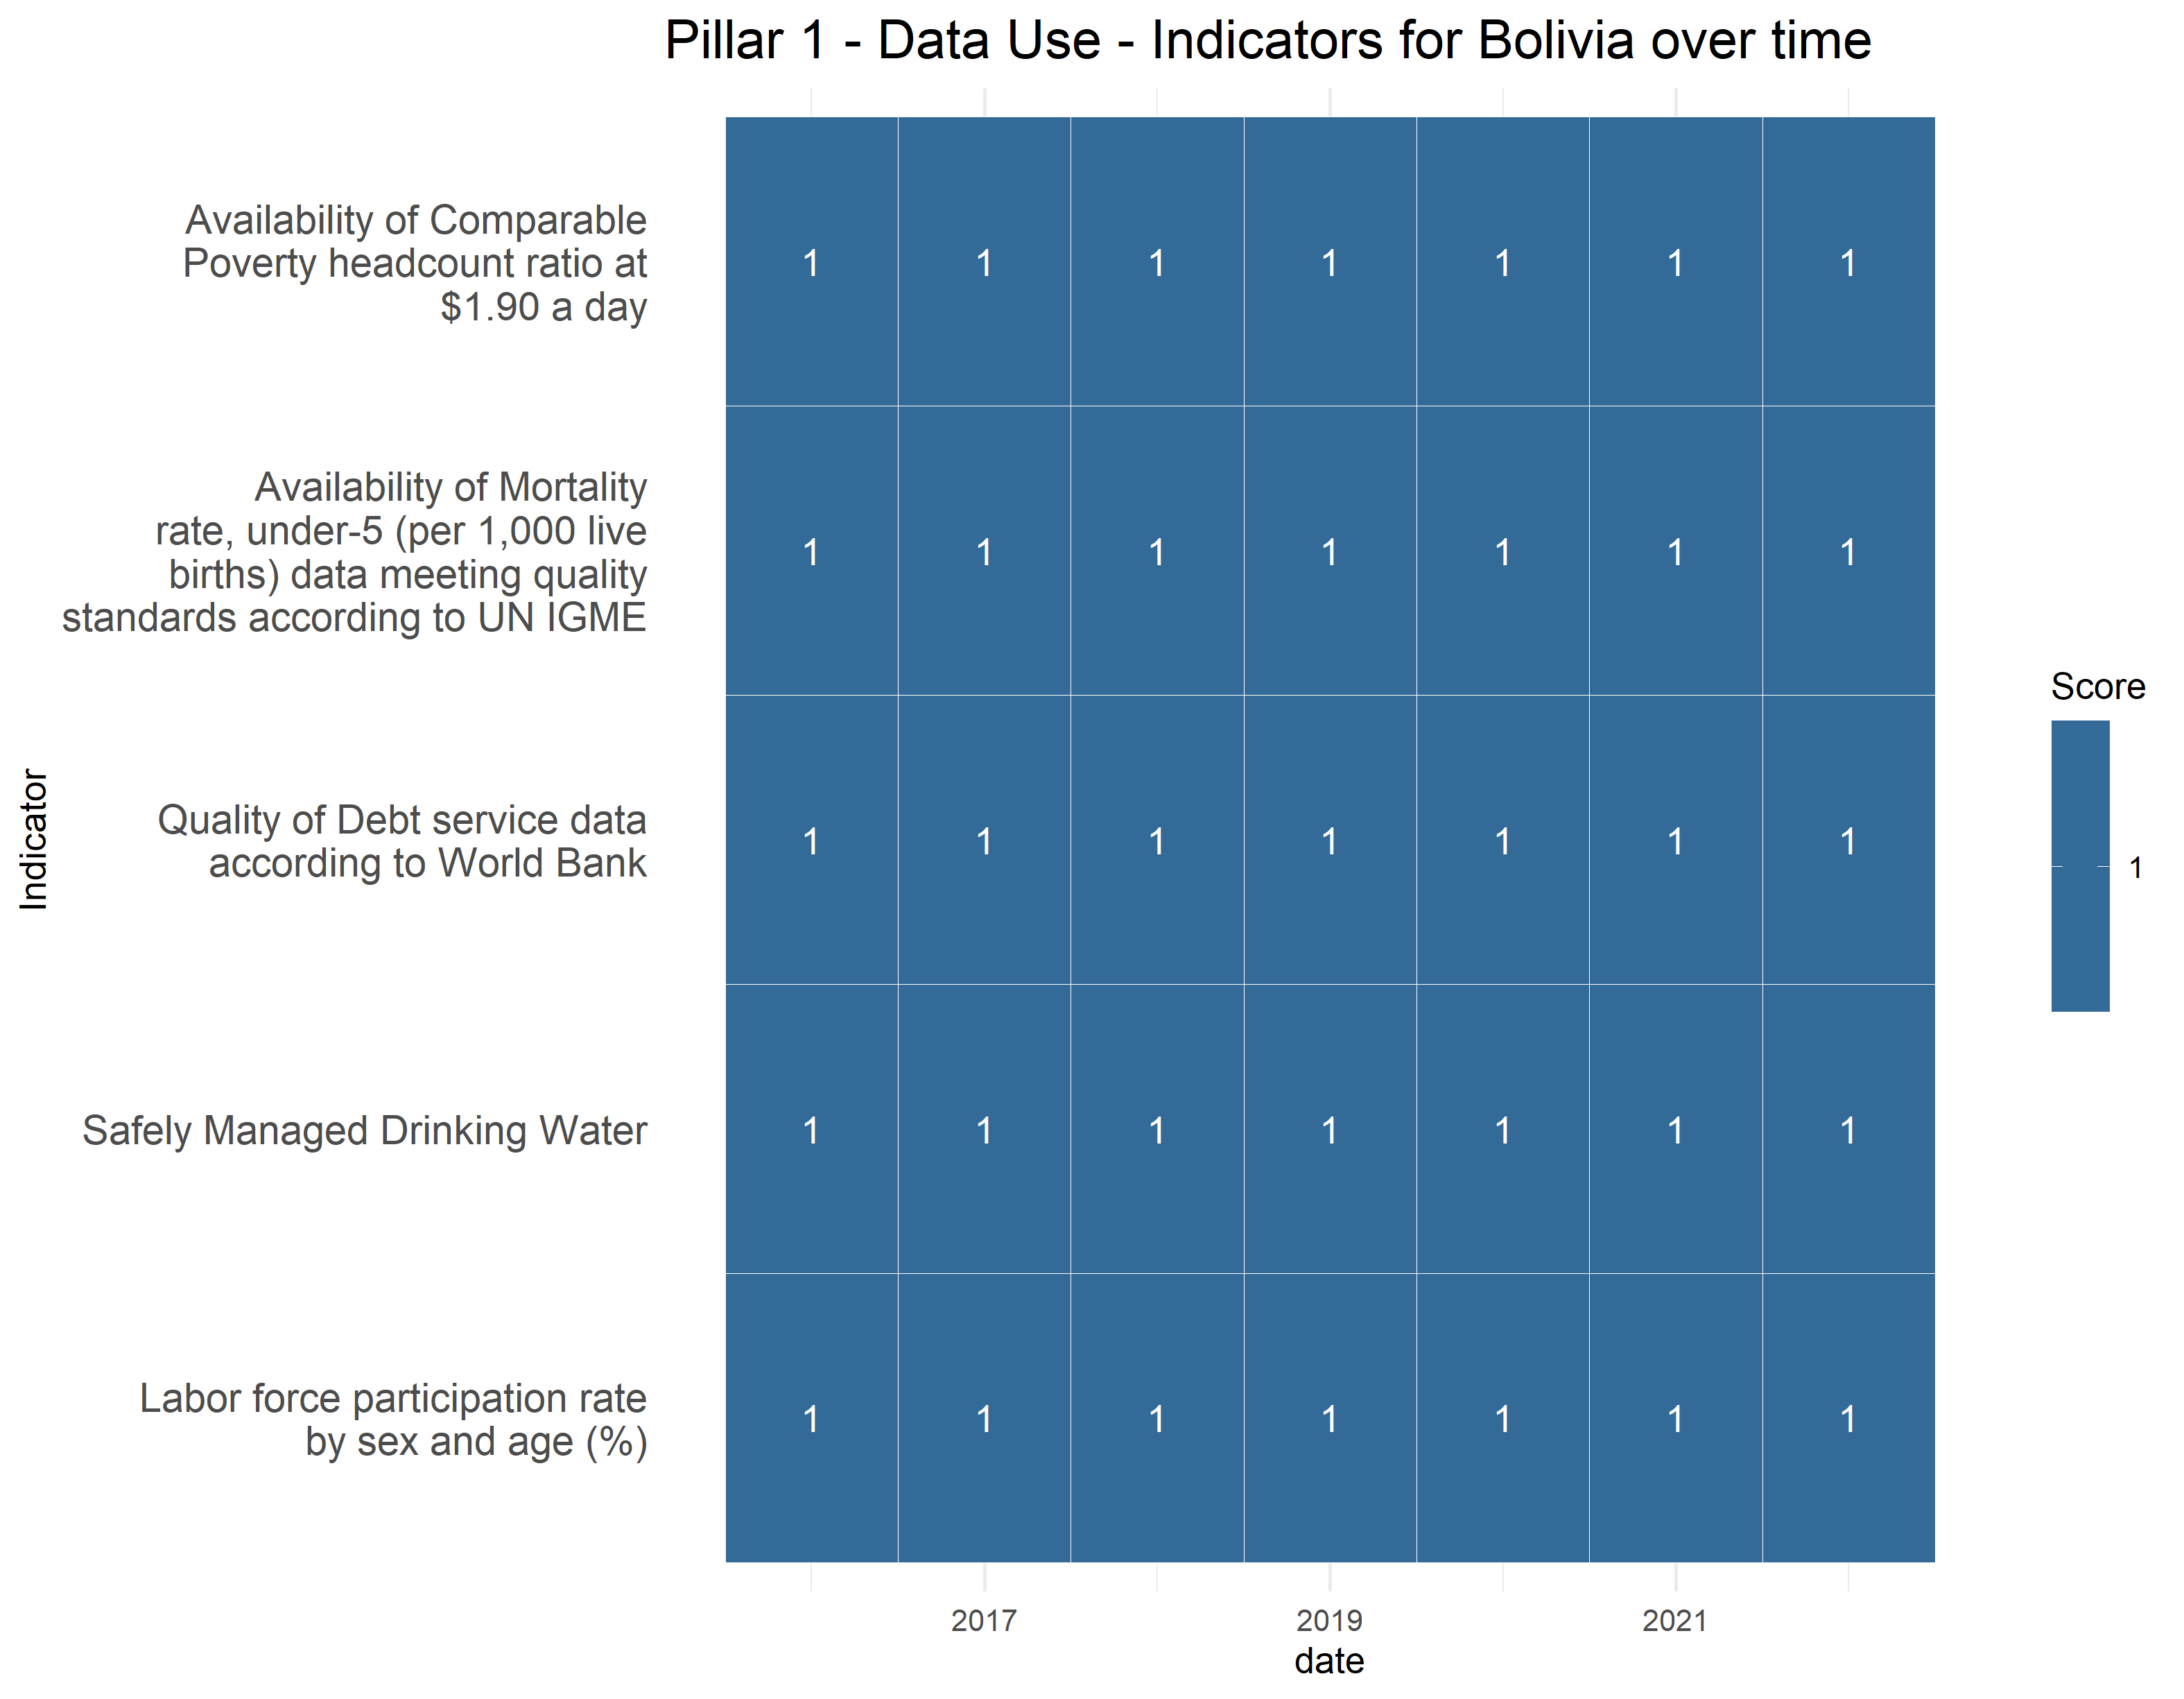 Pillar 1 - Data Use - Indicators for Bolivia over time
Availability of Comparable
Poverty headcount ratio at
$1.90 a day
1 1 1 1 1 1 1
Availability of Mortality
rate, under-5 (per 1,000 live
births) data meeting quality
standards according to UN IGME
1 1 1 1 1 1 1
Quality of Debt service data
according to World Bank
1 1 1 1 1 1 1
Safely Managed Drinking Water
1 1 1 1 1 1 1
Labor force participation rate
by sex and age (%)
1 1 1 1 1 1 1
Indicator
2017 2019 2021
date
Score
1